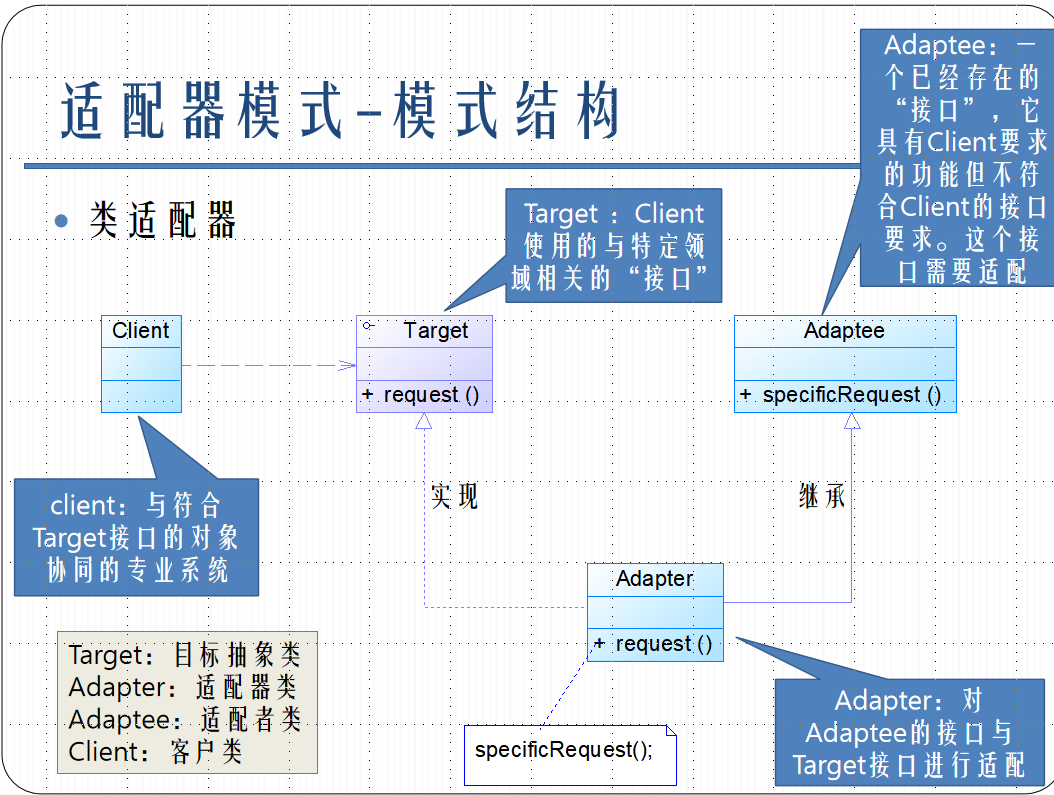 适配器模式-模式结构
Adaptee：一
个已经存在的
“接口”，它
具有Client要求
的功能但不符
合Client的接口
要求。这个接
口需要适配
• 类适配器
Target ：Client
使用的与特定领
域相关的“接口”
Client
Target
+ request ()
Adaptee
+ specificRequest ()
实现
继承
client：与符合
Target接口的对象
协同的专业系统
Adapter
+ request ()
Target：目标抽象类
Adapter：适配器类
Adaptee：适配者类
Client：客户类
specificRequest();
Adapter：对
Adaptee的接口与
Target接口进行适配